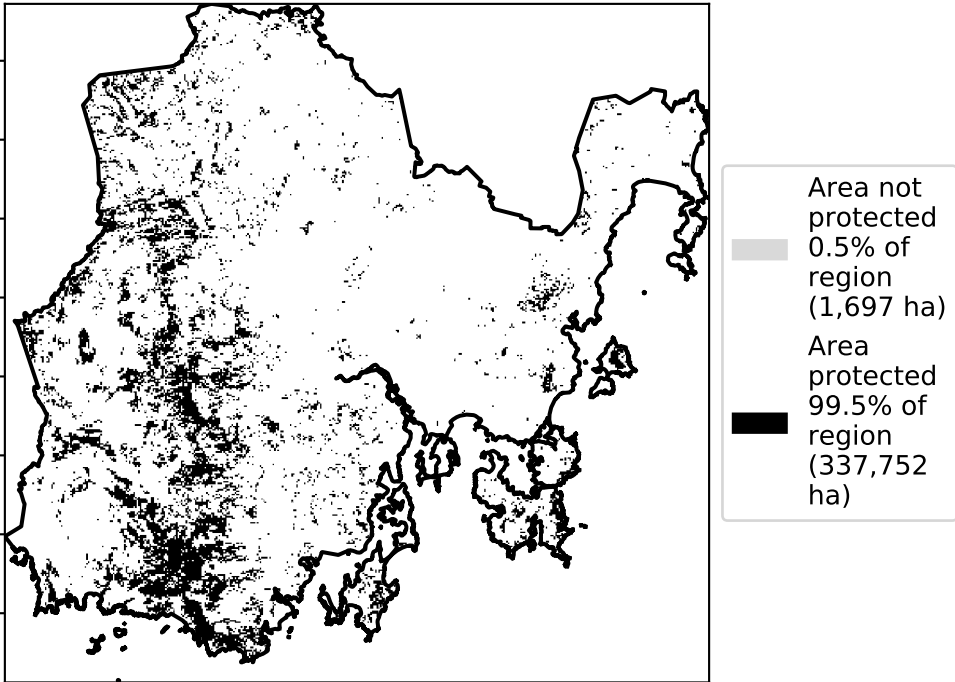 Area not
protected
0.5% of
region
(1,697 ha)
Area
protected
99.5% of
region
(337,752
ha)